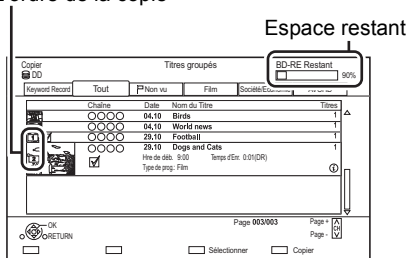 l'ordre de la copie
Espace restant
Copier
DD
Titres groupés
BD-RE Restant
90%
Keyword Record
Tout
Non vu
Film
Société/Economie
Chaîne
Date
Nom du Titre
Titres
04,10
Birds
1
04,10
World news
1
29.10
Football
1
29.10
Dogs and Cats
1
Hre de déb. 9:00
Temps d'Enr. 0:01(DR)
Type de prog.: Film
OK
RETURN
Page 003/003
Page +
Page -
CH
Sélectionner
Copier